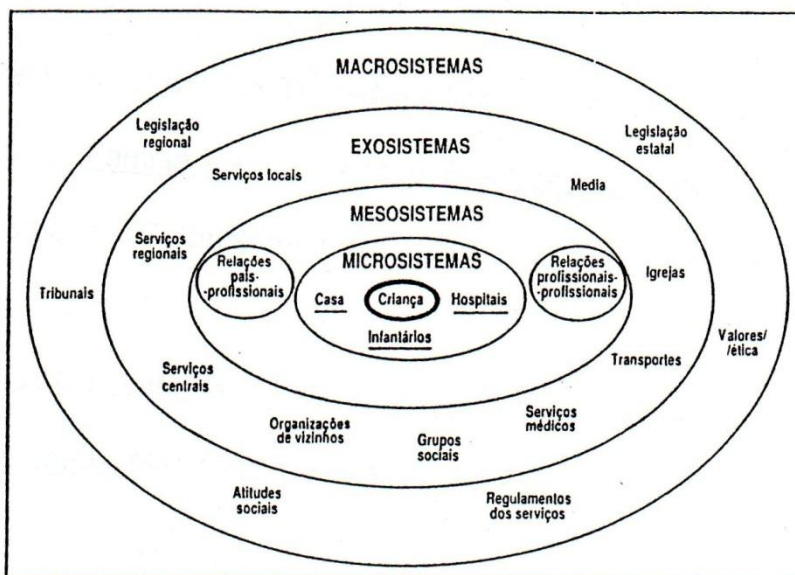 MACROSISTEMAS
Legislação
regional
Legislação
estatal
EXOSISTEMAS
Serviços locais
Media
MESOSISTEMAS
Serviços
regionais
Relações
pais-
-profissionais
MICROSISTEMAS
Relações
profissionais-
-profissionais
Igrejas
Tribunais
Casa
Criança
Hospitais
Infantários
Valores/
/ética
Serviços
centrais
Transportes
Organizações
de vizinhos
Grupos
sociais
Serviços
médicos
Atitudes
sociais
Regulamentos
dos serviços